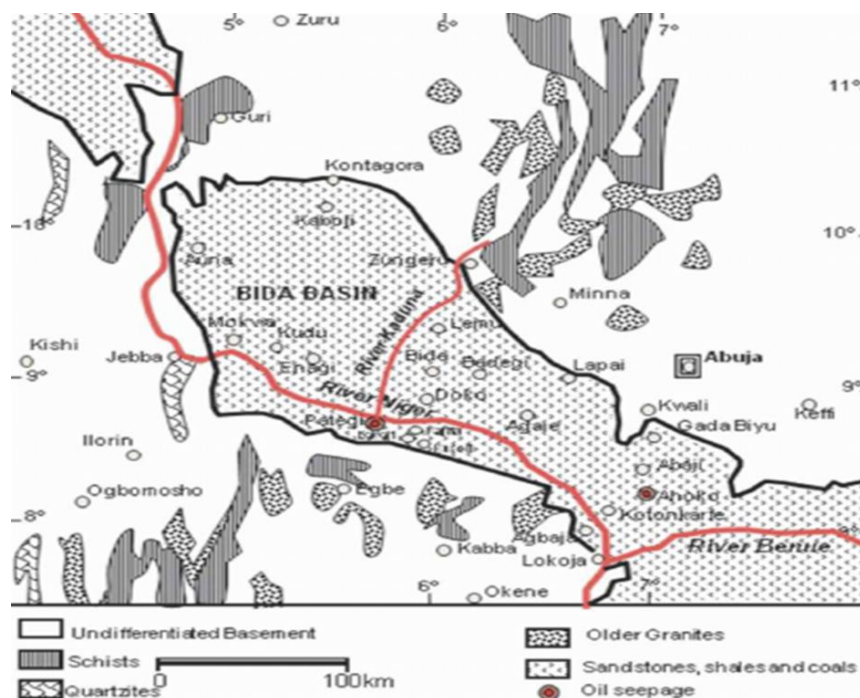 5°
Zuru
6°
7°
11°
Guri
Kontagora
10°
Kaboji
10°
Auna
Zungeru
BIDA BASIN
Minna
River Kaduna
Mokwa
Lemu
Kishi
Kudu
Jebba
Enagi
Bida
Badegi
Lapai
Abuja
9°
9°
River Niger
Doko
Kwali
Keffi
Pategi
Agaie
Gada Biyu
Ilorin
Abaji
Egbe
Ahoko
Ogbomosho
Kotonkarfe
8°
Agbaja
River Benue
Kabba
Lokoja
6°
Okene
7°
Undifferentiated Basement
Older Granites
Schists
Sandstones, shales and coals
0
100km
Quartzites
Oil seepage